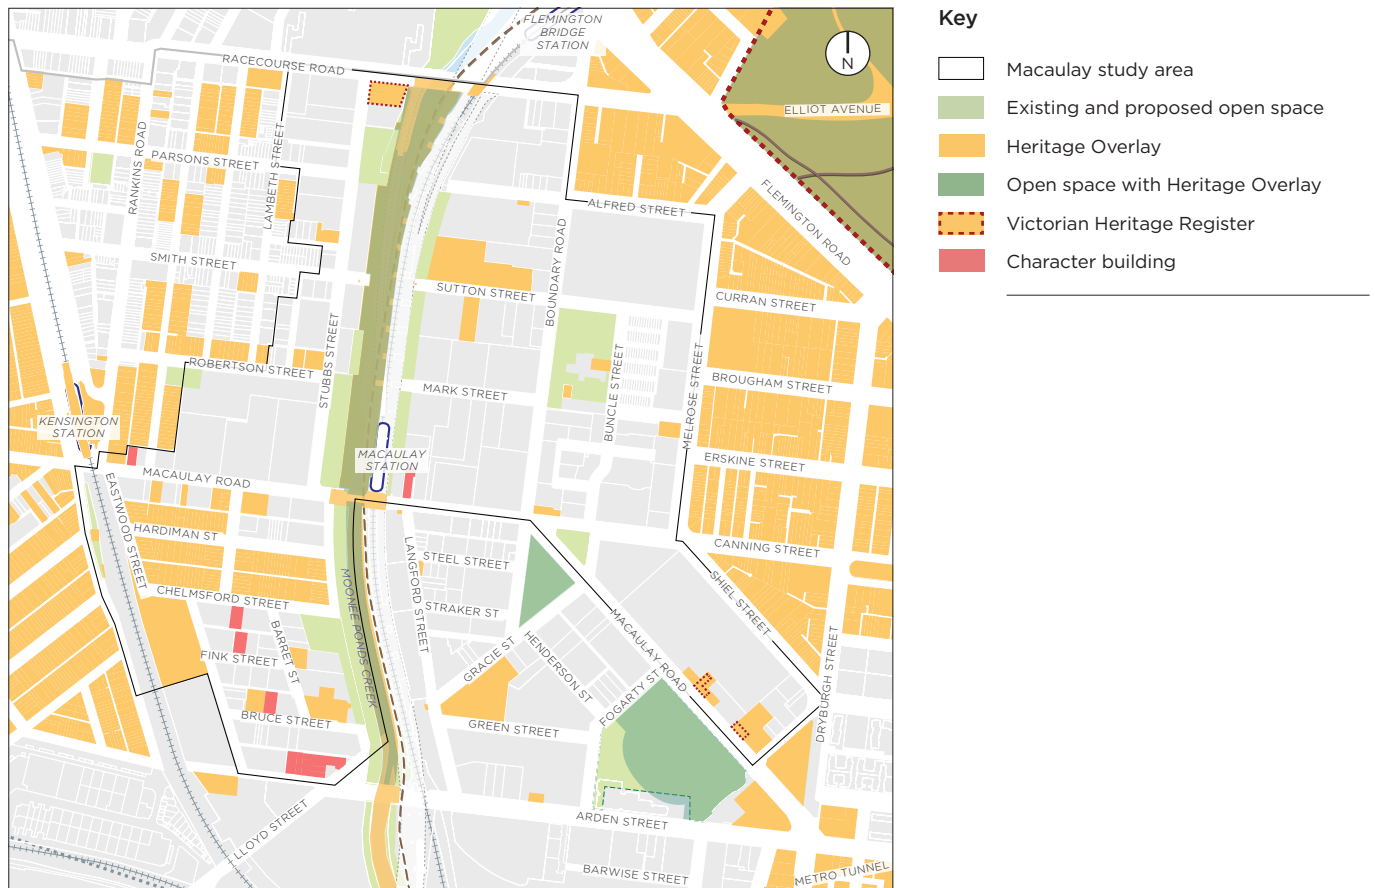 FLEMINGTON
BRIDGE
STATION
Key
N
RACECOURSE ROAD
Macaulay study area
ELLIOT AVENUE
Existing and proposed open space
Heritage Overlay
Open space with Heritage Overlay
Victorian Heritage Register
Character building
RANKINS ROAD
PARSONS STREET
LAMBETH STREET
ALFRED STREET
FLEMINGTON ROAD
SMITH STREET
BOUNDARY ROAD
SUTTON STREET
CURRAN STREET
STUBBS STREET
ROBERTSON STREET
MARK STREET
BUNCLE STREET
MELROSE STREET
BROUGHAM STREET
KENSINGTON
STATION
MACAULAY
STATION
ERSKINE STREET
MACAULAY ROAD
EASTWOOD STREET
HARDIMAN ST
CANNING STREET
LANGFORD STREET
STEEL STREET
MOONEE PONDS CREEK
SHIEL STREET
CHELMSFORD STREET
STRAKER ST
MACAULAY ROAD
BARRET ST
FINK STREET
GRACIE ST
HENDERSON ST
FOGARTY ST
DRYBURGH STREET
BRUCE STREET
GREEN STREET
LLOYD STREET
ARDEN STREET
BARWISE STREET
METRO TUNNEL